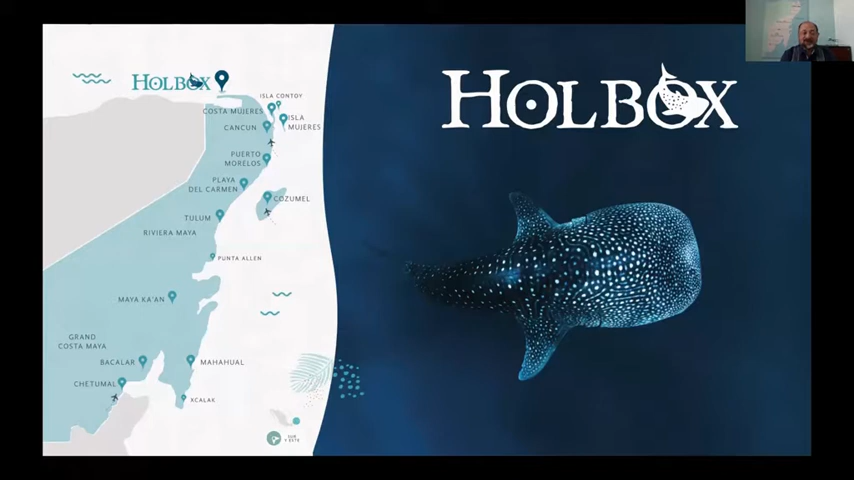 HOLBOX
HOLBOX
ISLA CONTOY
COSTA MUJERES
ISLA
MUJERES
CANCUN
PUERTO
MORELOS
PLAYA
DEL CARMEN
COZUMEL
TULUM
RIVIERA MAYA
PUNTA ALLEN
MAYA KA'AN
GRAND
COSTA MAYA
BACALAR
MAHAHUAL
CHETUMAL
XCALAK